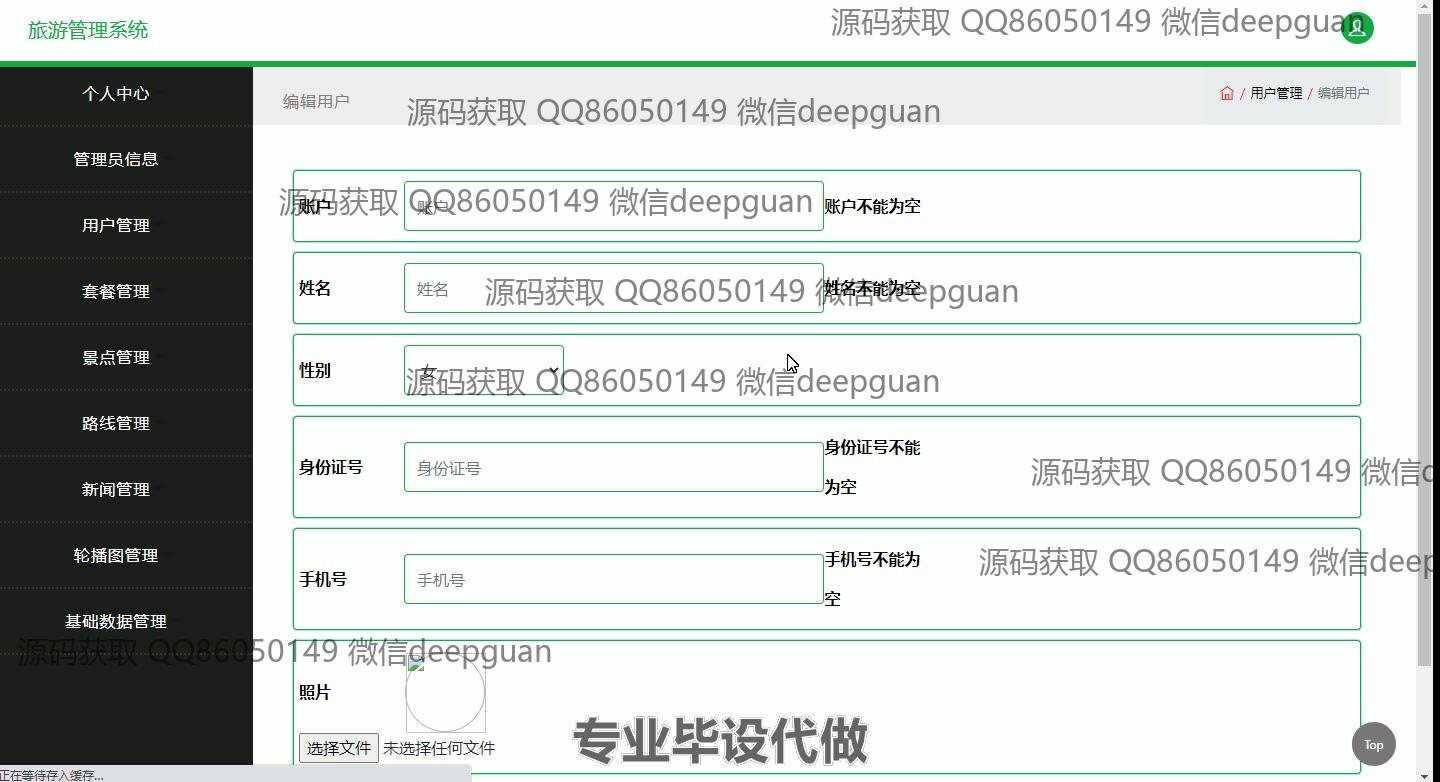 旅游管理系统
源码获取 QQ86050149 微信deepguan
个人中心
编辑用户
/ 用户管理 / 编辑用户
源码获取 QQ86050149 微信deepguan
管理员信息
账户
账户
账户不能为空
源码获取 QQ86050149 微信deepguan
用户管理
套餐管理
姓名
姓名
姓名不能为空
源码获取 QQ86050149 微信deepguan
景点管理
性别
女
源码获取 QQ86050149 微信deepguan
路线管理
身份证号
身份证号
身份证号不能
为空
源码获取 QQ86050149 微信d
新闻管理
轮播图管理
手机号
手机号
手机号不能为
空
源码获取 QQ86050149 微信deep
基础数据管理
源码获取 QQ86050149 微信deepguan
照片
选择文件 未选择任何文件
专业毕设代做
Top
正在等待存入缓存...